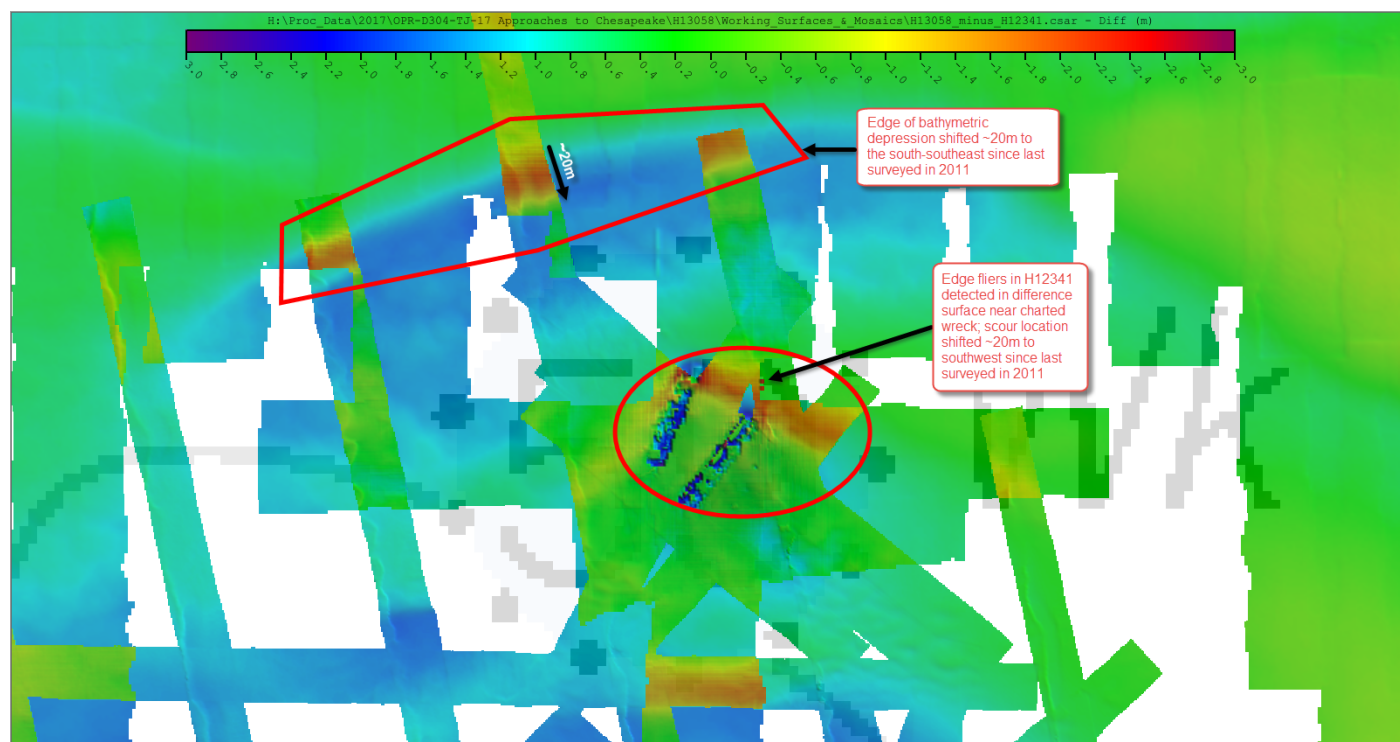 H:\Proc_Data\2017\OPR-D304-TJ-17 Approaches to Chesapeake\H13058\Working_Surfaces_&_Mosaics\H13058_minus_H12341.csar - Diff (m)
3.0 2.8 2.6 2.4 2.2 2.0 1.8 1.6 1.4 1.2 1.0 0.8 0.6 0.4 0.2 0.0 -0.2 -0.4 -0.6 -0.8 -1.0 -1.2 -1.4 -1.6 -1.8 -2.0 -2.2 -2.4 -2.6 -2.8 -3.0
Edge of bathymetric
depression shifted ~20m to
the south-southeast since last
surveyed in 2011
~20m
Edge fliers in H12341
detected in difference
surface near charted
wreck; scour location
shifted ~20m to
southwest since last
surveyed in 2011